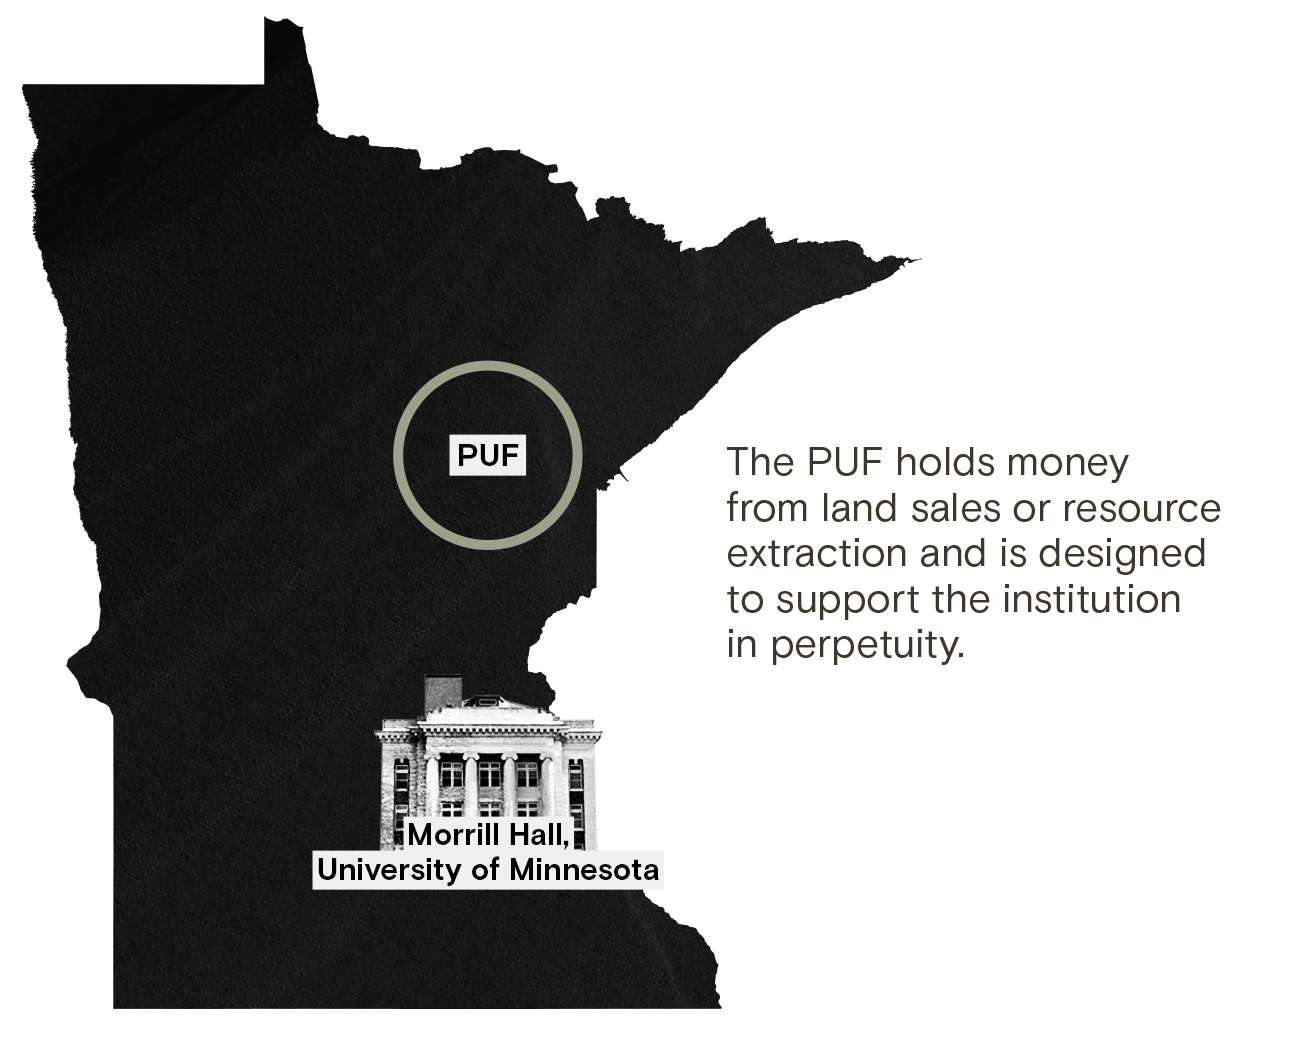 PUF
The PUF holds money
from land sales or resource
extraction and is designed
to support the institution
in perpetuity.
Morrill Hall,
University of Minnesota